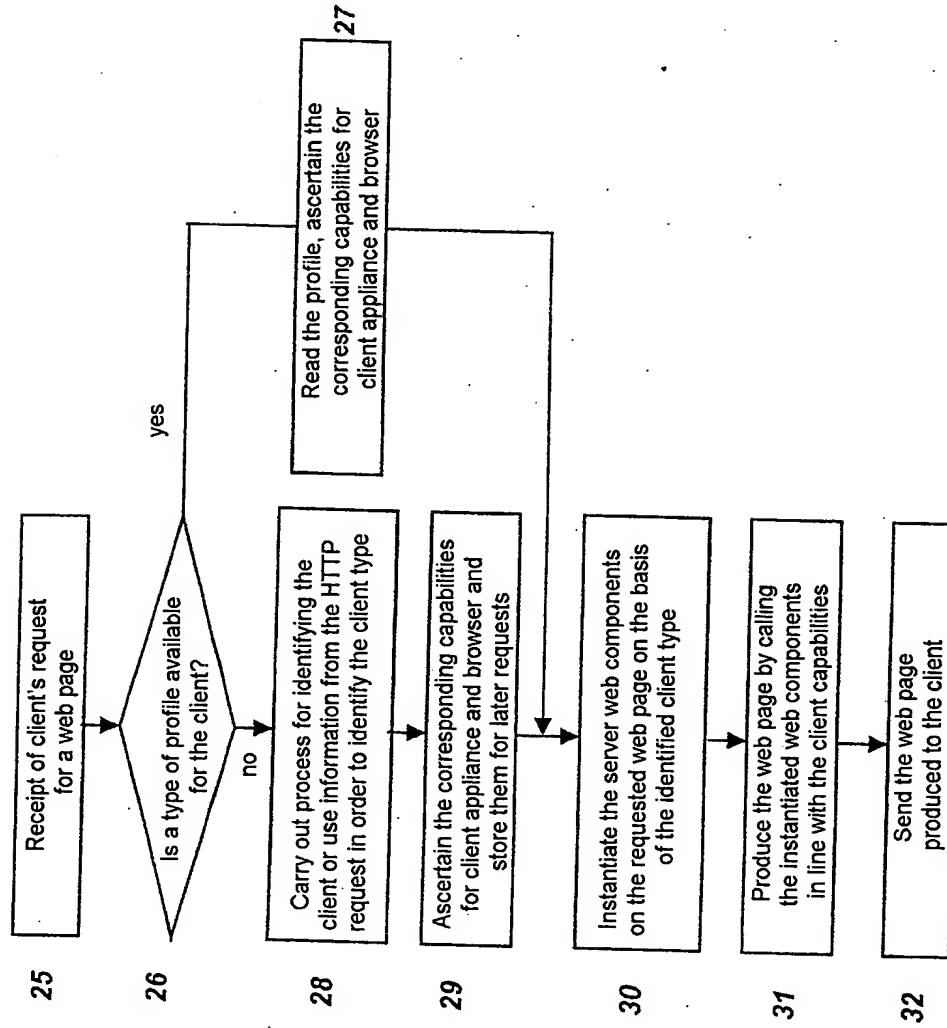 25
Receipt of client's request
for a web page
26
Is a type of profile available
for the client?
yes
no
27
Read the profile, ascertain the
corresponding capabilities for
client appliance and browser
28
Carry out process for identifying the
client or use information from the HTTP
request in order to identify the client type
29
Ascertain the corresponding capabilities
for client appliance and browser and
store them for later requests
30
Instantiate the server web components
on the requested web page on the basis
of the identified client type
31
Produce the web page by calling
the instantiated web components
in line with the client capabilities
32
Send the web page
produced to the client